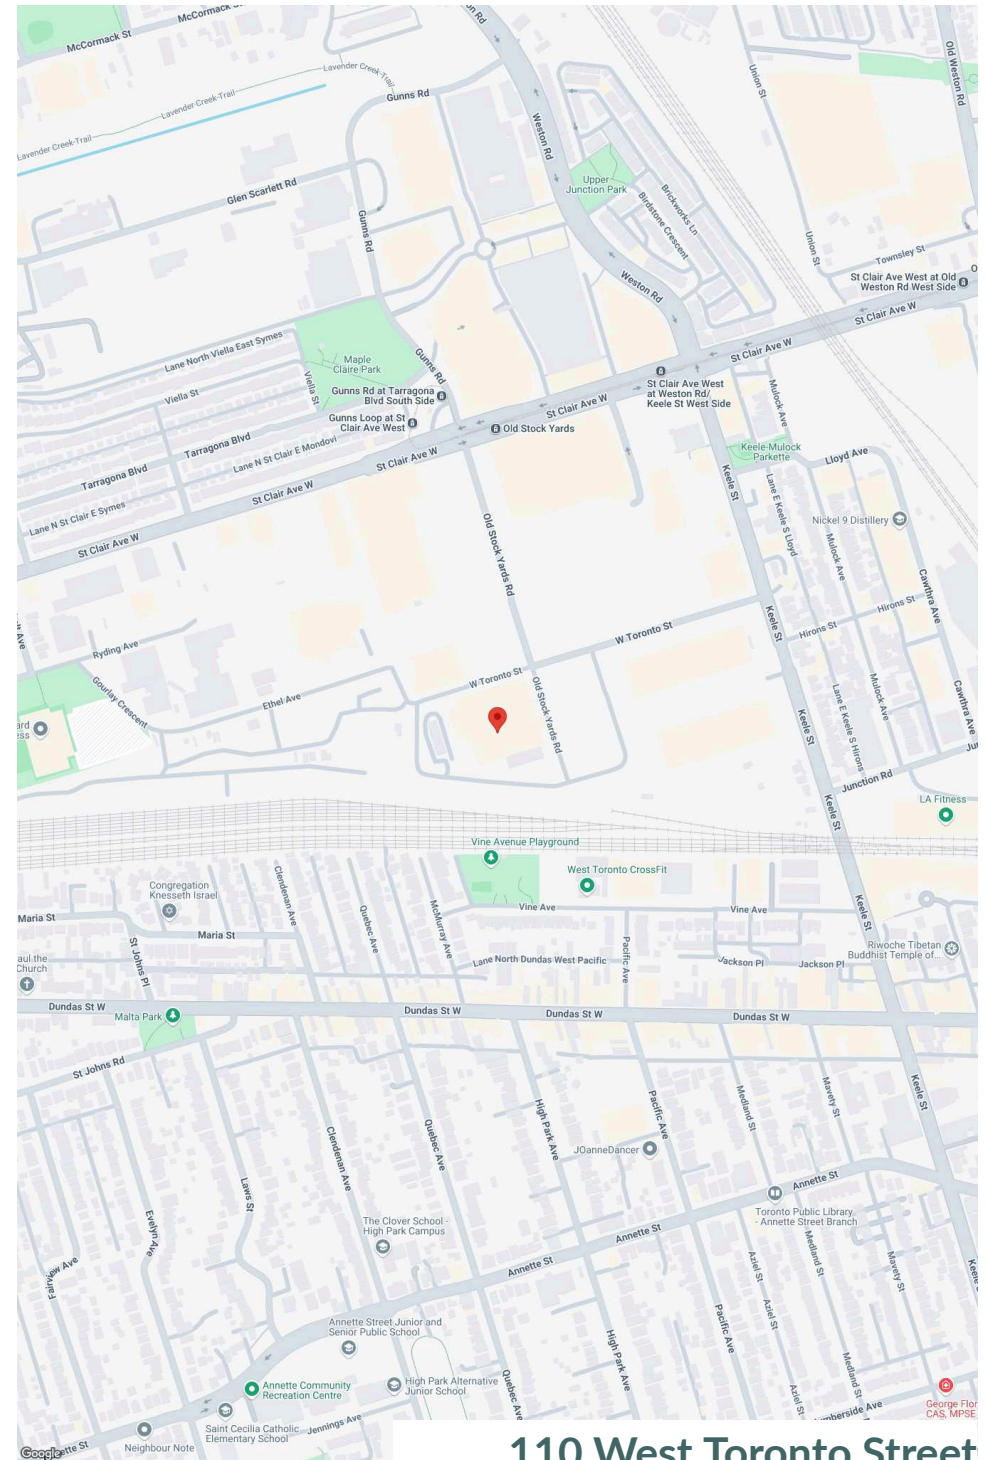 on Rd
McCormack St
Lavender-Creek-Trail
Lavender-Creek-Trail
Lavender Creek-Trail
Gunns Rd
Union St
Old Weston Rd
Weston Rd
Upper
Junction Park
Glen Scarlett Rd
Brickworks Ln
Birdstone Crescent
Gunns Rd
Union St
Townsley St
St Clair Ave West at Old
Weston Rd West Side
Weston Rd
St Clair Ave W
Lane North Viella East Symes
Maple
Claire Park
Gunns Rd
St Clair Ave W
Viella St
Viella St
Gunns Rd at Tarragona
Blvd South Side
St Clair Ave West
at Weston Rd/
Keele St West Side
Mulock Ave
Gunns Loop at St
Clair Ave West
St Clair Ave W
Old Stock Yards
Tarragona Blvd
Tarragona Blvd
Lane N St Clair E Mondovi
St Clair Ave W
Keele-Mulock
Parkette
Lloyd Ave
Keele St
St Clair Ave W
Lane N St Clair E Symes
St Clair Ave W
Lane E Keele S Lloyd
Nickel 9 Distillery
Old Stock Yards Rd
Mulock Ave
Cawthra Ave
Hirons St
Keele St
W Toronto St
Hirons St
Ryding Ave
W Toronto St
Gourlay Crescent
Ethel Ave
Old Stock Yards Rd
Mulock Ave
Cawthra Ave
Lane E Keele S Hirons
Keele St
Junction Rd
LA Fitness
Keele St
Vine Avenue Playground
West Toronto CrossFit
Congregation
Knesseth Israel
Clendenan Ave
Quebec Ave
McMurray Ave
Vine Ave
Vine Ave
Keele St
Maria St
Maria St
St Johns Pl
Pacific Ave
Riwoche Tibetan
Buddhist Temple of...
aul the
Church
Lane North Dundas West Pacific
Jackson Pl
Jackson Pl
Dundas St W
Malta Park
Dundas St W
Dundas St W
Dundas St W
St Johns Rd
Keele St
Mavety St
Medland St
Pacific Ave
High Park Ave
Quebec Ave
Clendenan Ave
JOanneDancer
Annette St
Laws St
Evelyn Ave
Toronto Public Library
- Annette Street Branch
The Clover School -
High Park Campus
Annette St
Annette St
Medland St
Aziel St
Mavety St
Fairview Ave
Aziel St
Pacific Ave
Annette Street Junior and
Senior Public School
High Park Ave
Medland St
Annette Community
Recreation Centre
High Park Alternative
Junior School
Quebec Ave
Aziel St
George Flor
CAS, MPSE
mberside Ave
Saint Cecilia Catholic
Elementary School
Jennings Ave
Neighbour Note
Google
tte St
110 West Toronto Street